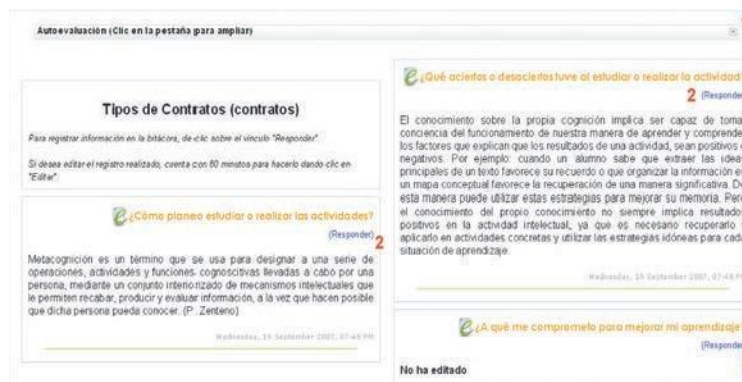 Autoevaluación (Clic en la pestaña para ampliar)
Tipos de Contratos (contratos)
Para registrar información en la bitácora, de clic sobre el vínculo "Responder".
Si desea editar el registro realizado, cuenta con 60 minutos para hacerlo dando clic en
"Editar".
¿Cómo planeo estudiar o realizar las actividades?
(Responder) 2
Metacognición es un término que se usa para designar a una serie de
operaciones, actividades y funciones cognoscitivas llevadas a cabo por una
persona, mediante un conjunto interiorizado de mecanismos intelectuales que
le permiten recabar, producir y evaluar información, a la vez que hacen posible
que dicha persona pueda conocer. (P. Zenteno)
Wednesday, 19 September 2007, 07:48 PM
¿Qué aciertos o desaciertos tuve al estudiar o realizar la actividad
2 (Responder
El conocimiento sobre la propia cognición implica ser capaz de toma
conciencia del funcionamiento de nuestra manera de aprender y comprende
los factores que explican que los resultados de una actividad, sean positivos
negativos. Por ejemplo: cuando un alumno sabe que extraer las ideas
principales de un texto favorece su recuerdo o que organizar la información e
un mapa conceptual favorece la recuperación de una manera significativa. De
esta manera puede utilizar estas estrategias para mejorar su memoria. Pero
el conocimiento del propio conocimiento no siempre implica resultado
positivos en la actividad intelectual, ya que es necesario recuperarlo
aplicarlo en actividades concretas y utilizar las estrategias idóneas para cada
situación de aprendizaje.
Wednesday, 19 September 2007, 07:48 PM
¿A qué me comprometo para mejorar mi aprendizaje
(Responder
No ha editado